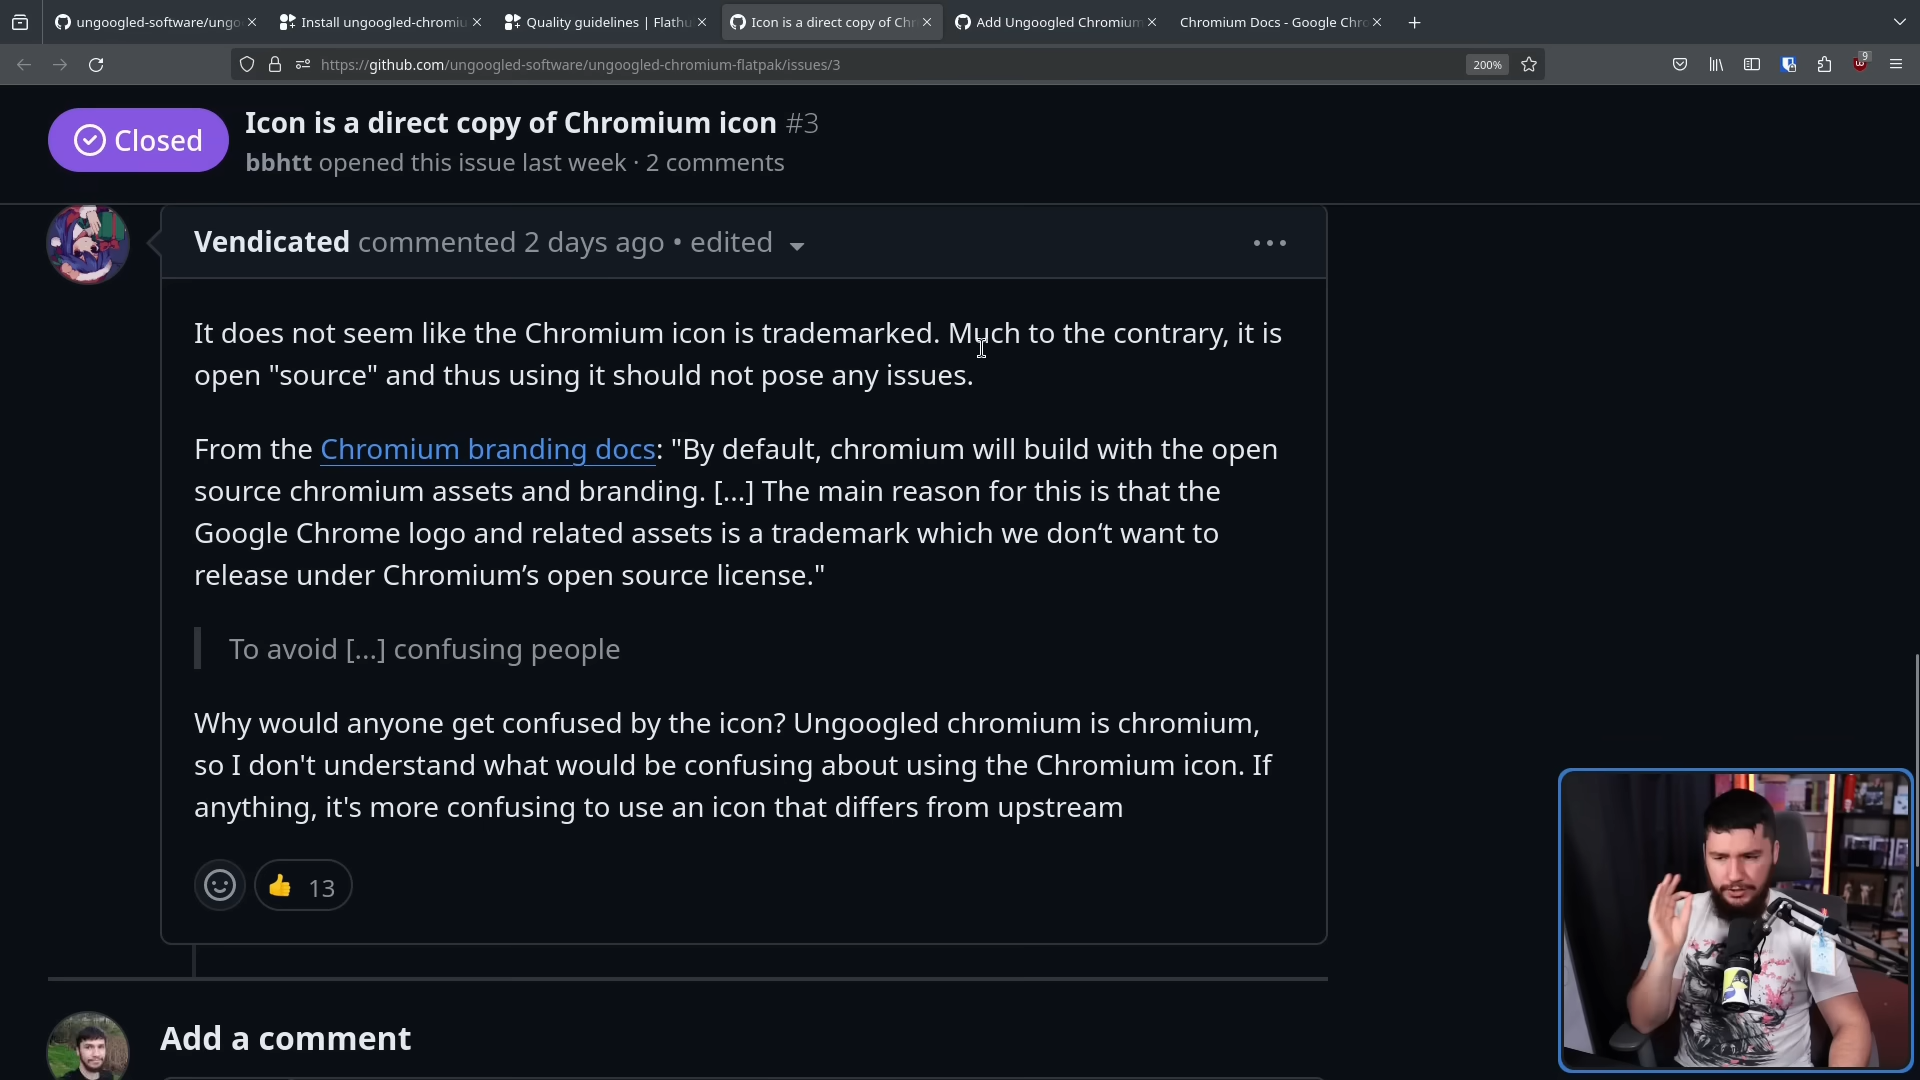 ungoogled-software/ungo
Install ungoogled-chromiu
Quality guidelines | Flathu
Icon is a direct copy of Chr
Add Ungoogled Chromium
Chromium Docs - Google Chro
https://github.com/ungoogled-software/ungoogled-chromium-flatpak/issues/3
200%
9
Closed
Icon is a direct copy of Chromium icon #3
bbhtt opened this issue last week · 2 comments
Vendicated commented 2 days ago • edited
It does not seem like the Chromium icon is trademarked. Much to the contrary, it is
open "source" and thus using it should not pose any issues.
From the Chromium branding docs: "By default, chromium will build with the open
source chromium assets and branding. [...] The main reason for this is that the
Google Chrome logo and related assets is a trademark which we don‘t want to
release under Chromium’s open source license."
To avoid [...] confusing people
Why would anyone get confused by the icon? Ungoogled chromium is chromium,
so I don't understand what would be confusing about using the Chromium icon. If
anything, it's more confusing to use an icon that differs from upstream
13
Add a comment